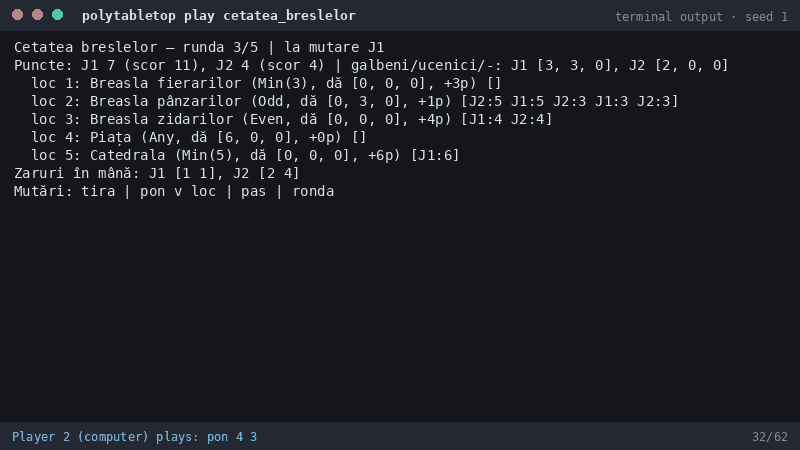 polytabletop play cetatea_breslelor
terminal output · seed 1
Cetatea breslelor — runda 3/5 | la mutare J1
Puncte: J1 7 (scor 11), J2 4 (scor 4) | galbeni/ucenici/-: J1 [3, 3, 0], J2 [2, 0, 0]
loc 1: Breasla fierarilor (Min(3), dă [0, 0, 0], +3p) []
loc 2: Breasla pânzarilor (Odd, dă [0, 3, 0], +1p) [J2:5 J1:5 J2:3 J1:3 J2:3]
loc 3: Breasla zidarilor (Even, dă [0, 0, 0], +4p) [J1:4 J2:4]
loc 4: Piața (Any, dă [6, 0, 0], +0p) []
loc 5: Catedrala (Min(5), dă [0, 0, 0], +6p) [J1:6]
Zaruri în mână: J1 [1 1], J2 [2 4]
Mutări: tira | pon v loc | pas | ronda
Player 2 (computer) plays: pon 4 3
32/62